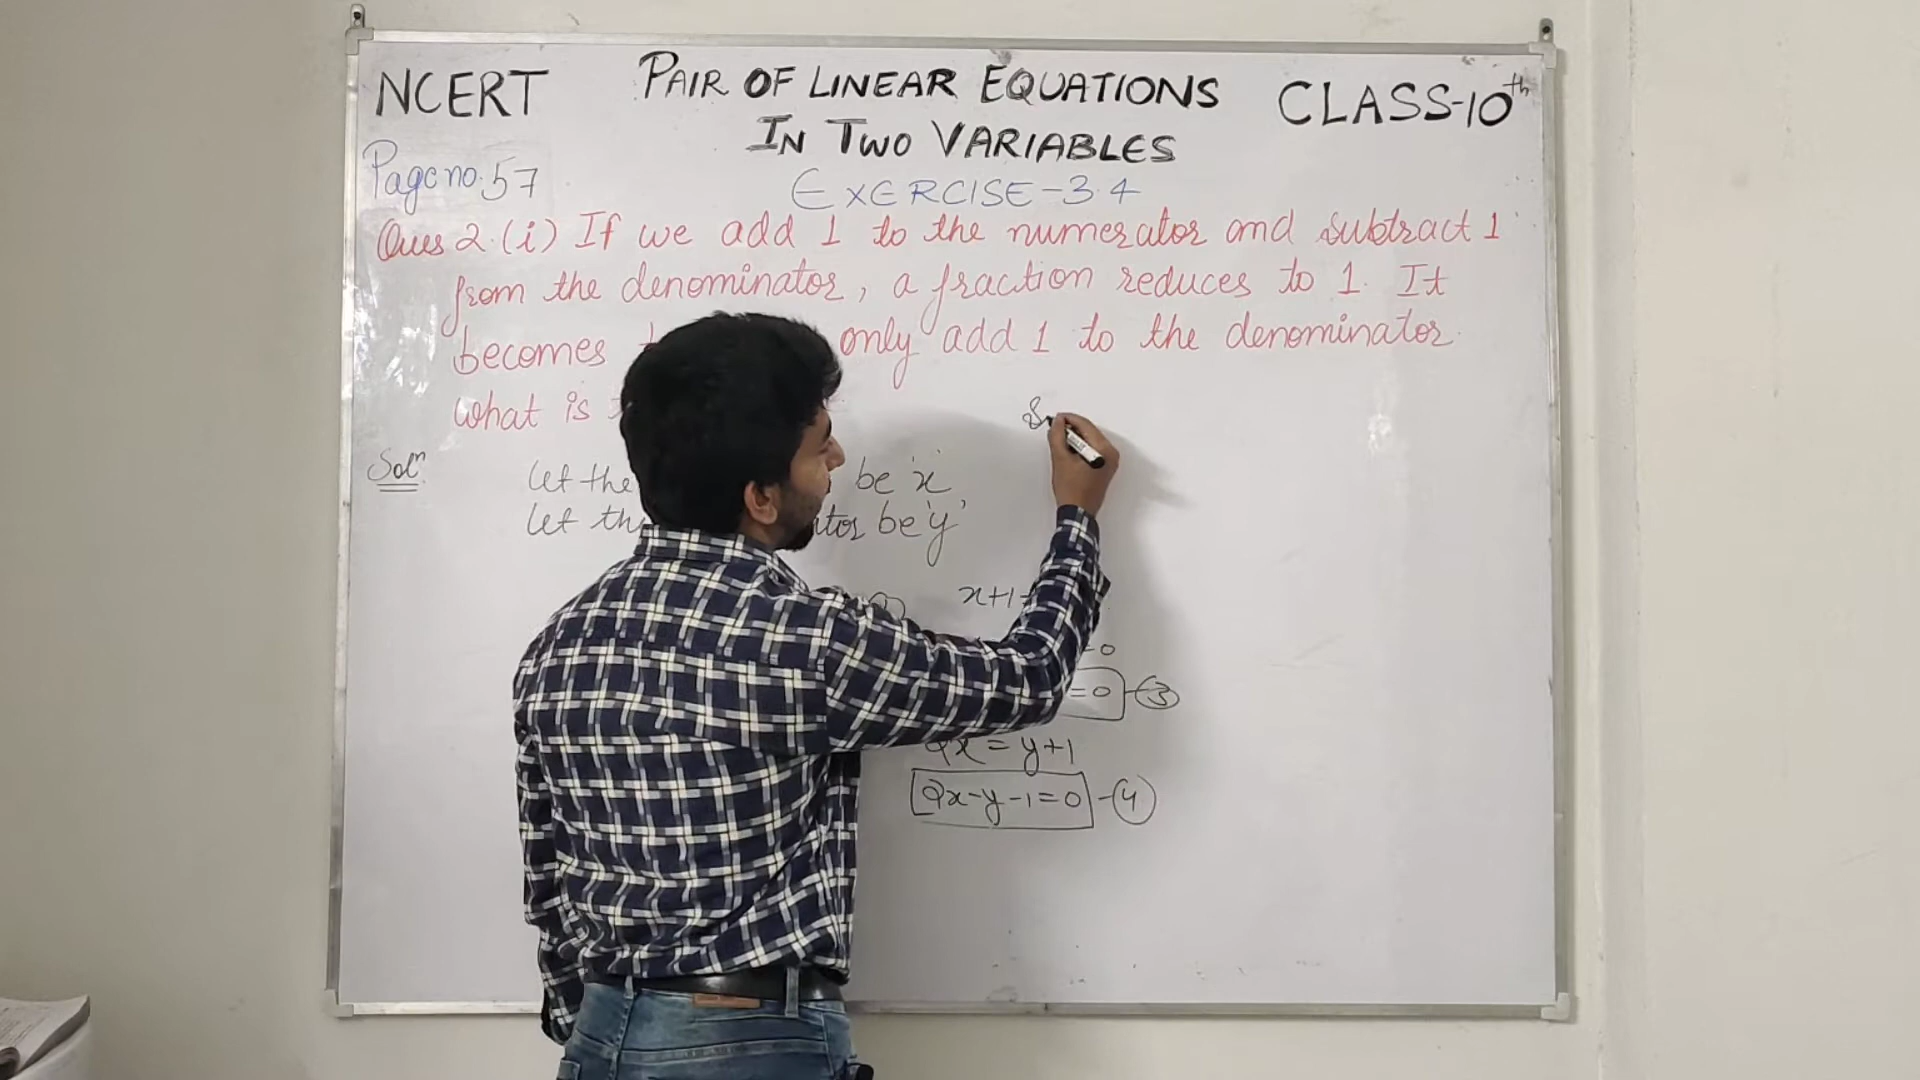 NCERT PAIR OF LINEAR EQUATIONS CLASS-10th
IN TWO VARIABLES
Page no. 57
EXERCISE-3.4
Ques 2.(i) If we add 1 to the numerator and subtract 1
from the denominator, a fraction reduces to 1. It
becomes only add 1 to the denominator.
what is
Solⁿ
let the be 'x'
let be 'y'
x+1
=0
=0 -③
2x = y+1
2x-y-1=0 -④